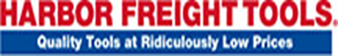 HARBOR FREIGHT TOOLS®
Quality Tools at Ridiculously Low Prices